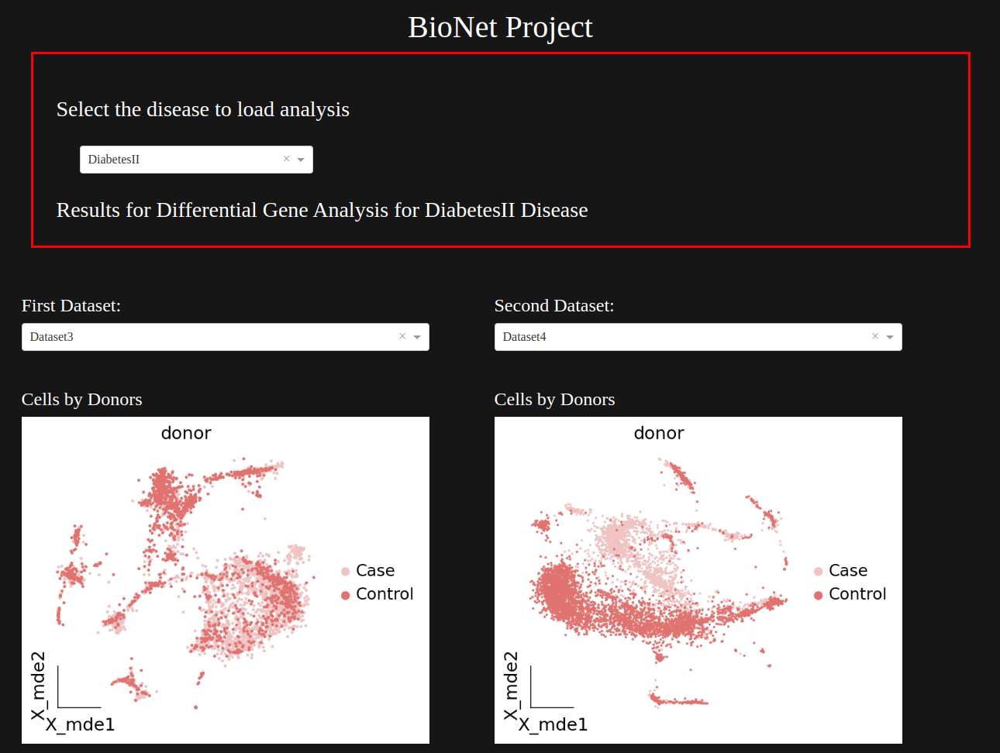 BioNet Project
Select the disease to load analysis
DiabetesII × 
Results for Differential Gene Analysis for DiabetesII Disease
First Dataset:
Dataset3 ×
Cells by Donors
donor
Case
Control
X_mde2
X_mde1
Second Dataset:
Dataset4 ×
Cells by Donors
donor
Case
Control
X_mde2
X_mde1